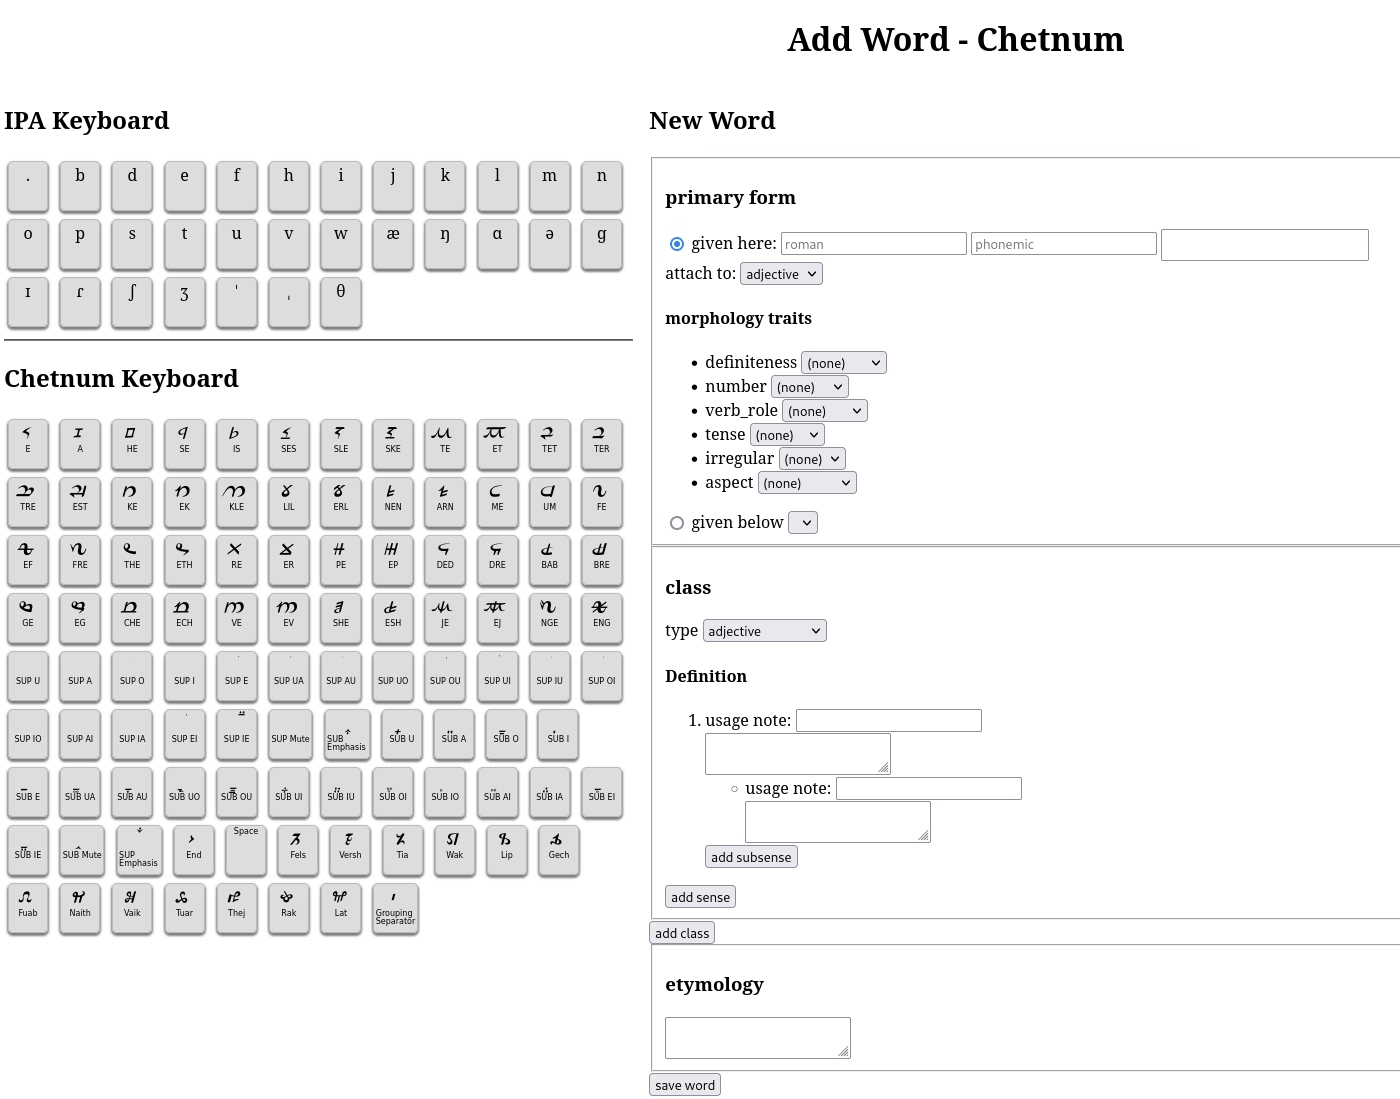 Add Word - Chetnum
IPA Keyboard
. b d e f h i j k l m n
o p s t u v w æ ŋ ɑ ə ɡ
ɪ ɾ ʃ ʒ ˈ ˌ θ
Chetnum Keyboard
E A HE SE IS SES SLE SKE TE ET TET TER
TRE EST KE EK KLE LIL ERL NEN ARN ME UM FE
EF FRE THE ETH RE ER PE EP DED DRE BAB BRE
GE EG CHE ECH VE EV SHE ESH JE EJ NGE ENG
SUP U SUP A SUP O SUP I SUP E SUP UA SUP AU SUP UO SUP OU SUP UI SUP IU SUP OI
SUP IO SUP AI SUP IA SUP EI SUP IE SUP Mute SUB Emphasis SUB U SUB A SUB O SUB I
SUB E SUB UA SUB AU SUB UO SUB OU SUB UI SUB IU SUB OI SUB IO SUB AI SUB IA SUB EI
SUB IE SUB Mute SUP Emphasis End Space Fels Versh Tia Wak Lip Gech
Fuab Naith Vaik Tuar Thej Rak Lat Grouping Separator
New Word
primary form
given here: roman phonemic
attach to: adjective
morphology traits
• definiteness (none)
• number (none)
• verb_role (none)
• tense (none)
• irregular (none)
• aspect (none)
given below
class
type adjective
Definition
1. usage note:
○ usage note:
add subsense
add sense
add class
etymology
save word